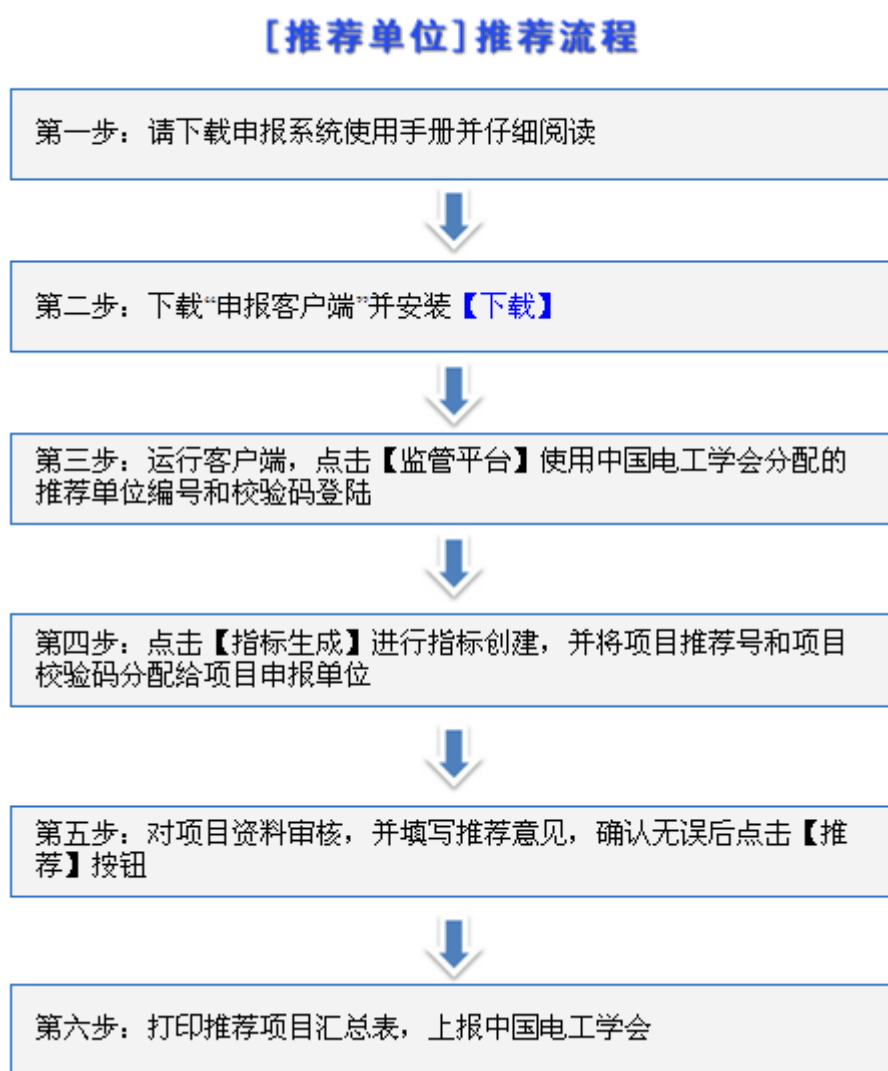 [推荐单位]推荐流程
第一步：请下载申报系统使用手册并仔细阅读
第二步：下载“申报客户端”并安装【下载】
第三步：运行客户端，点击【监管平台】使用中国电工学会分配的
推荐单位编号和校验码登陆
第四步：点击【指标生成】进行指标创建，并将项目推荐号和项目
校验码分配给项目申报单位
第五步：对项目资料审核，并填写推荐意见，确认无误后点击【推
荐】按钮
第六步：打印推荐项目汇总表，上报中国电工学会